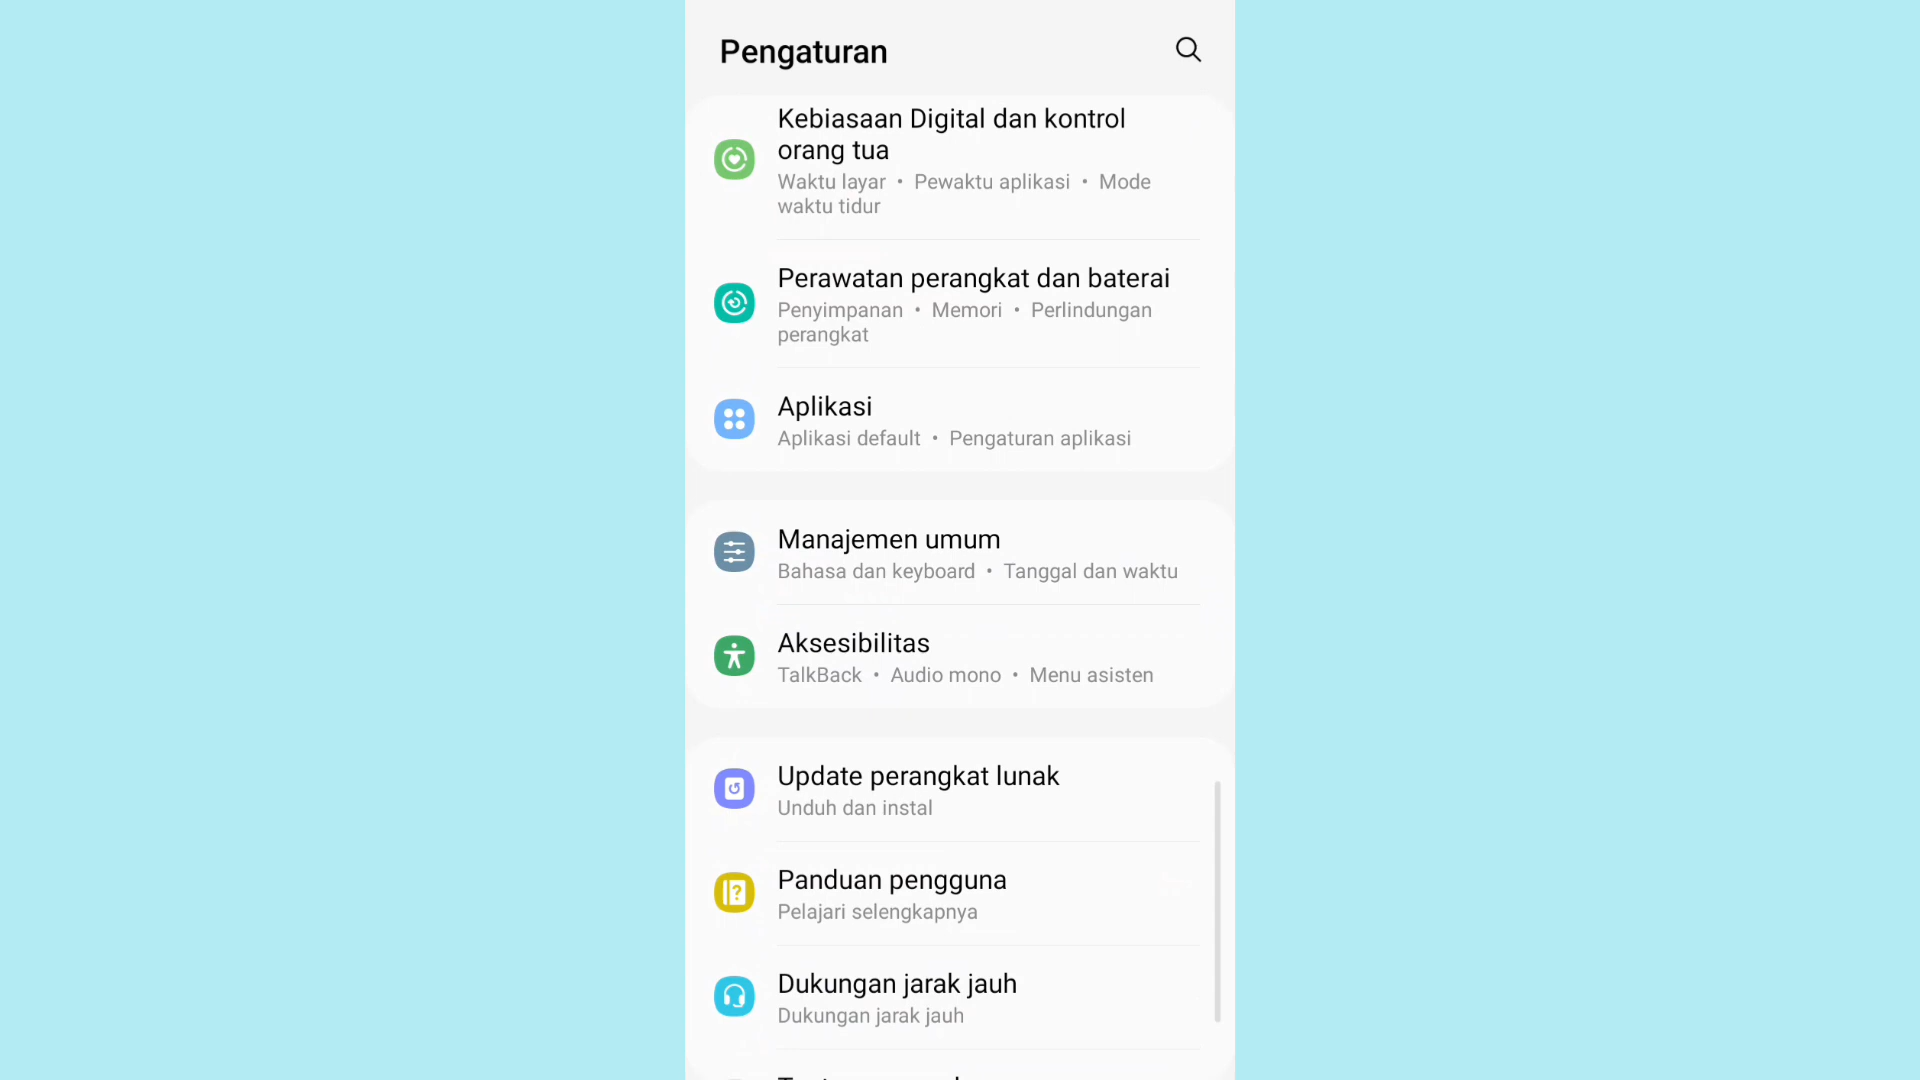 Pengaturan
Kebiasaan Digital dan kontrol
orang tua
Waktu layar • Pewaktu aplikasi • Mode
waktu tidur
Perawatan perangkat dan baterai
Penyimpanan • Memori • Perlindungan
perangkat
Aplikasi
Aplikasi default • Pengaturan aplikasi
Manajemen umum
Bahasa dan keyboard • Tanggal dan waktu
Aksesibilitas
TalkBack • Audio mono • Menu asisten
Update perangkat lunak
Unduh dan instal
Panduan pengguna
Pelajari selengkapnya
Dukungan jarak jauh
Dukungan jarak jauh